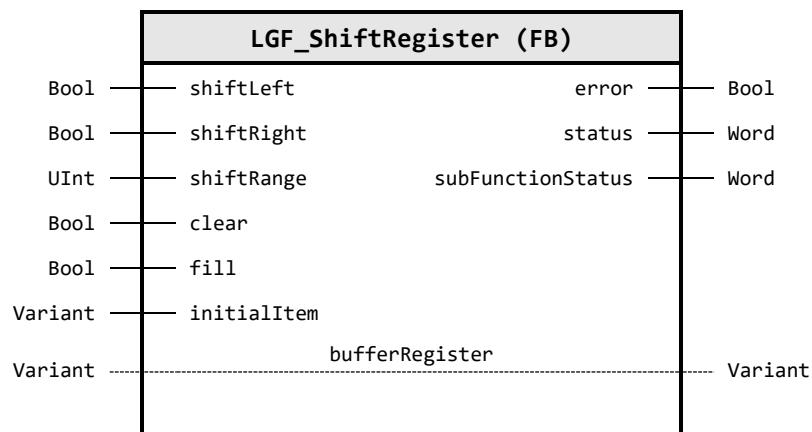 LGF_ShiftRegister (FB)
Bool shiftLeft error Bool
Bool shiftRight status Word
UInt shiftRange subFunctionStatus Word
Bool clear
Bool fill
Variant initialItem
bufferRegister
Variant Variant